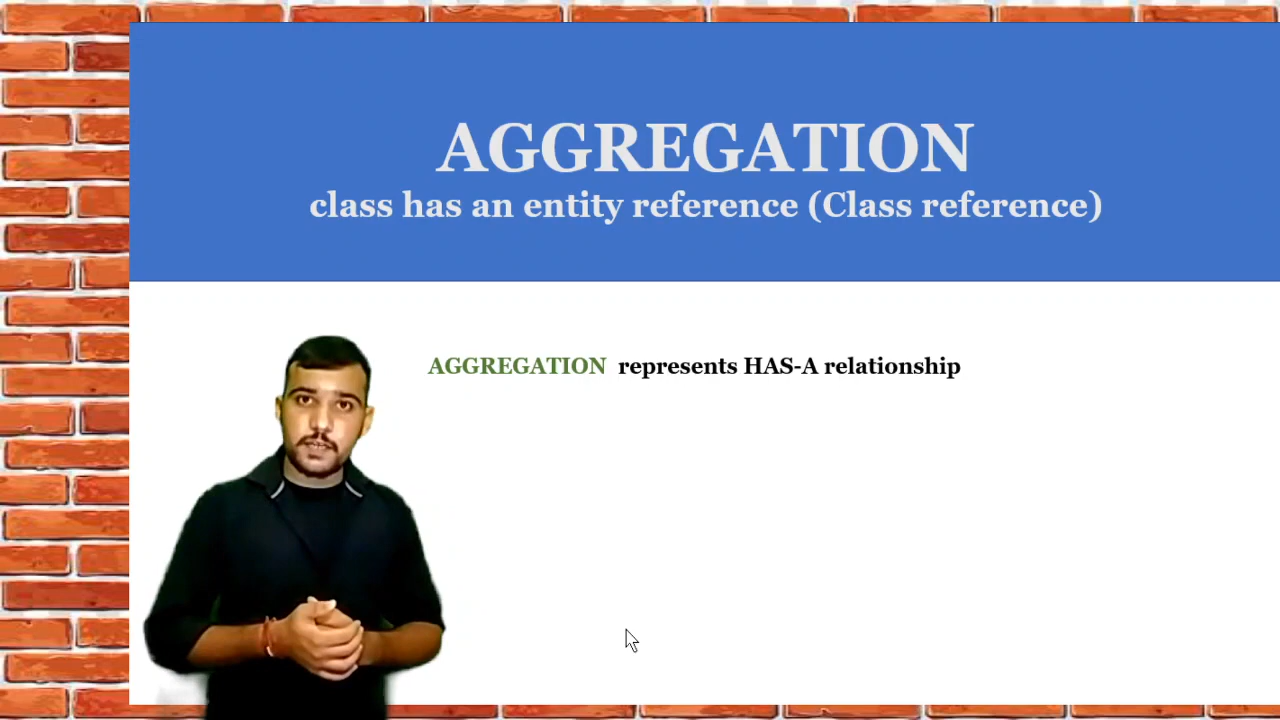 AGGREGATION
class has an entity reference (Class reference)
AGGREGATION represents HAS-A relationship